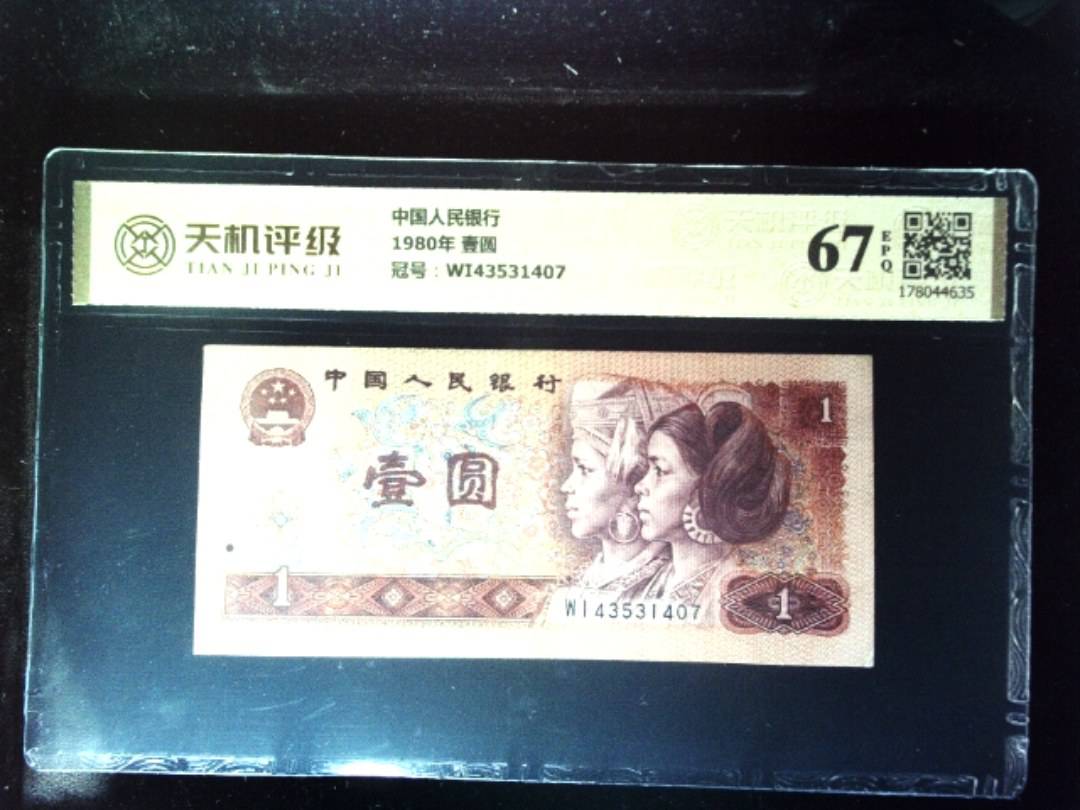 天机评级
TIAN JI PING JI
中国人民银行
1980年 壹圆
冠号：WI43531407
67
EPQ
178044635
中国人民银行
1
壹圆
1
WI43531407
1